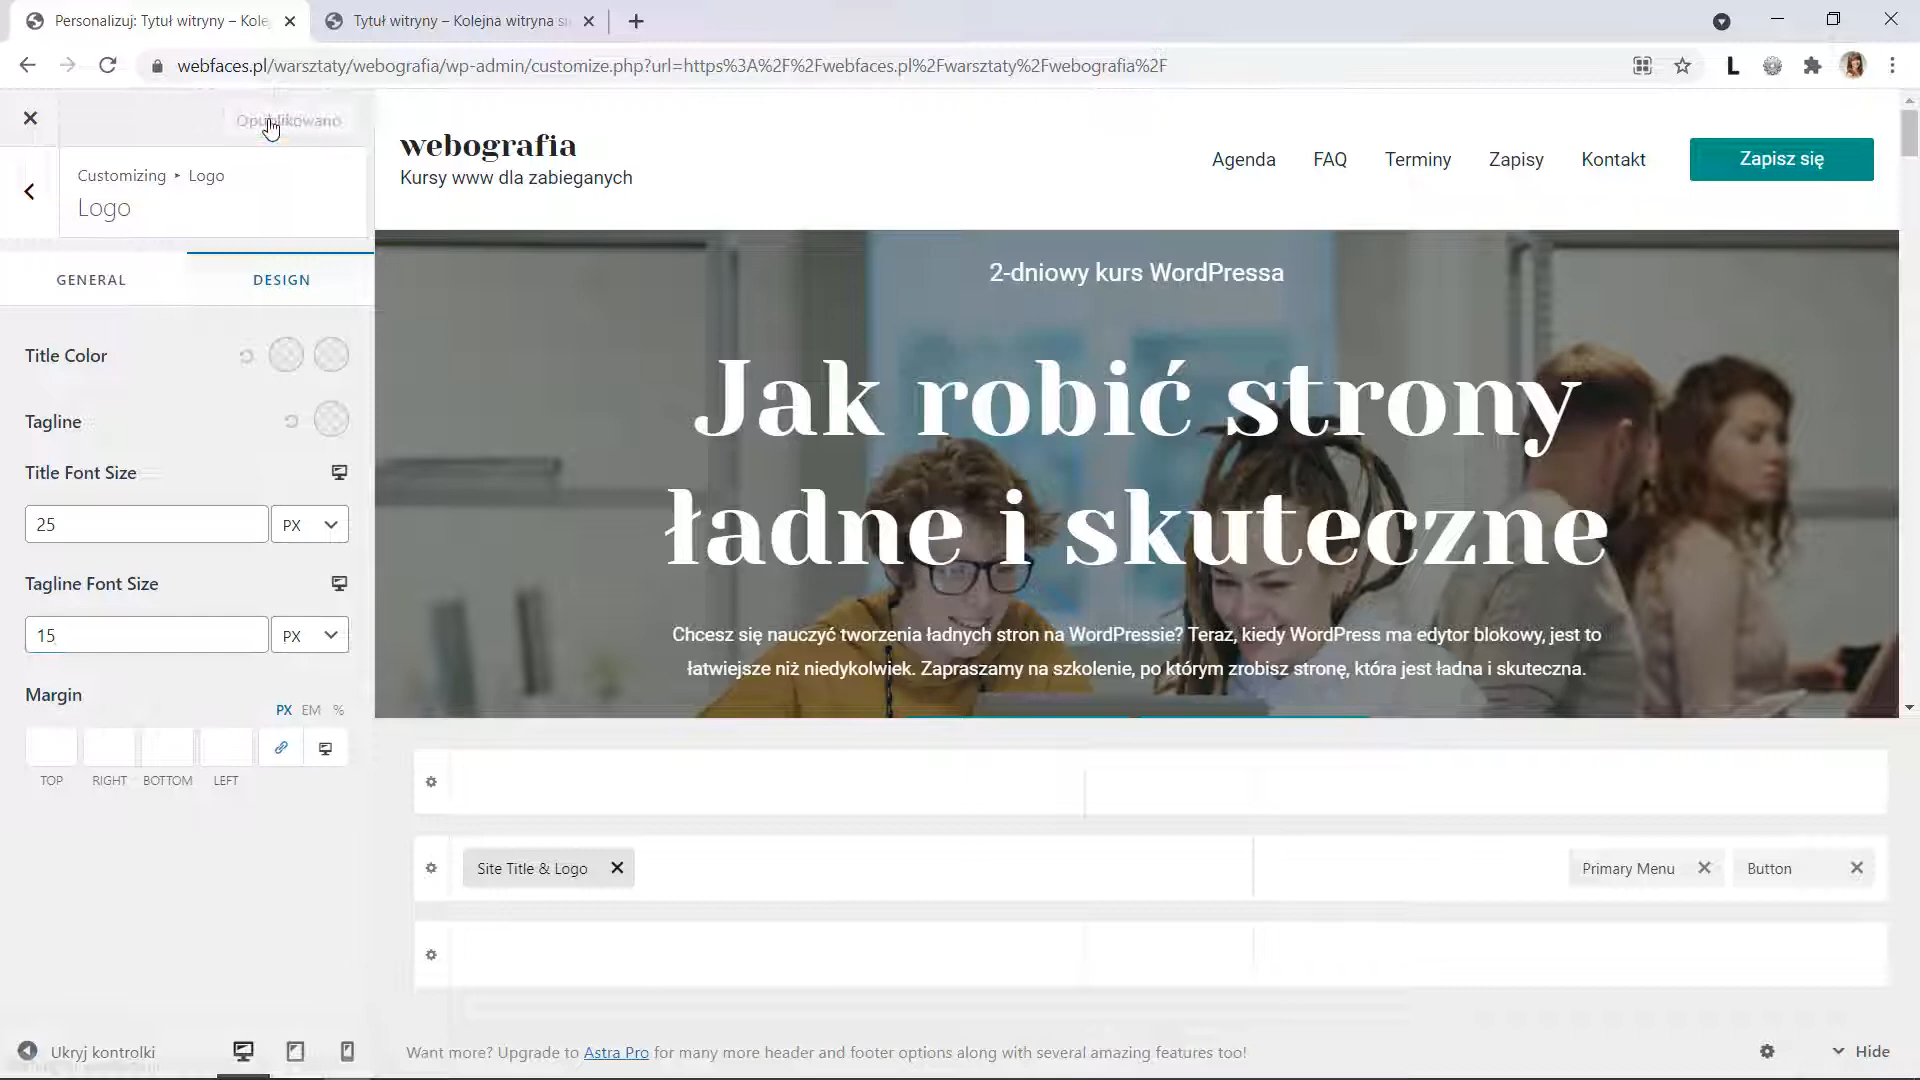 Personalizuj: Tytuł witryny – Kole
Tytuł witryny – Kolejna witryna s
webfaces.pl/warsztaty/webografia/wp-admin/customize.php?url=https%3A%2F%2Fwebfaces.pl%2Fwarsztaty%2Fwebografia%2F
L
Opublikowano
Customizing ▸ Logo
Logo
GENERAL
DESIGN
Title Color
Tagline
Title Font Size
25
PX
Tagline Font Size
15
PX
Margin
PX EM %
TOP RIGHT BOTTOM LEFT
Ukryj kontrolki
webografia
Kursy www dla zabieganych
Agenda
FAQ
Terminy
Zapisy
Kontakt
Zapisz się
2-dniowy kurs WordPressa
Jak robić strony
ładne i skuteczne
Chcesz się nauczyć tworzenia ładnych stron na WordPressie? Teraz, kiedy WordPress ma edytor blokowy, jest to
łatwiejsze niż niedykolwiek. Zapraszamy na szkolenie, po którym zrobisz stronę, która jest ładna i skuteczna.
Site Title & Logo
Primary Menu
Button
Want more? Upgrade to Astra Pro for many more header and footer options along with several amazing features too!
Hide